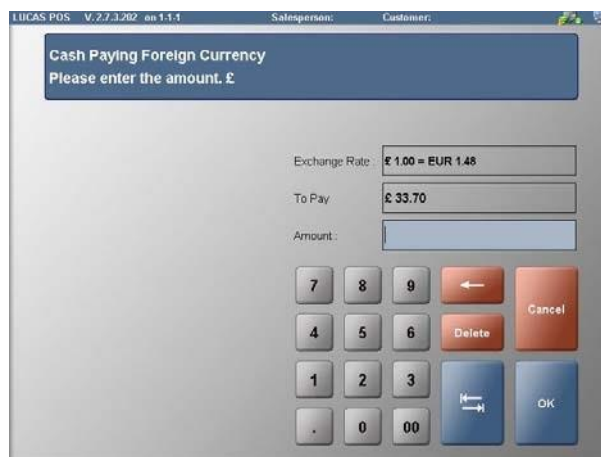 LUCAS POS V. 2.7.3.202 on 1-1-1 Salesperson: Customer:
Cash Paying Foreign Currency
Please enter the amount. £
Exchange Rate : £ 1.00 = EUR 1.48
To Pay £ 33.70
Amount :
7 8 9
Cancel
4 5 6 Delete
1 2 3
OK
. 0 00